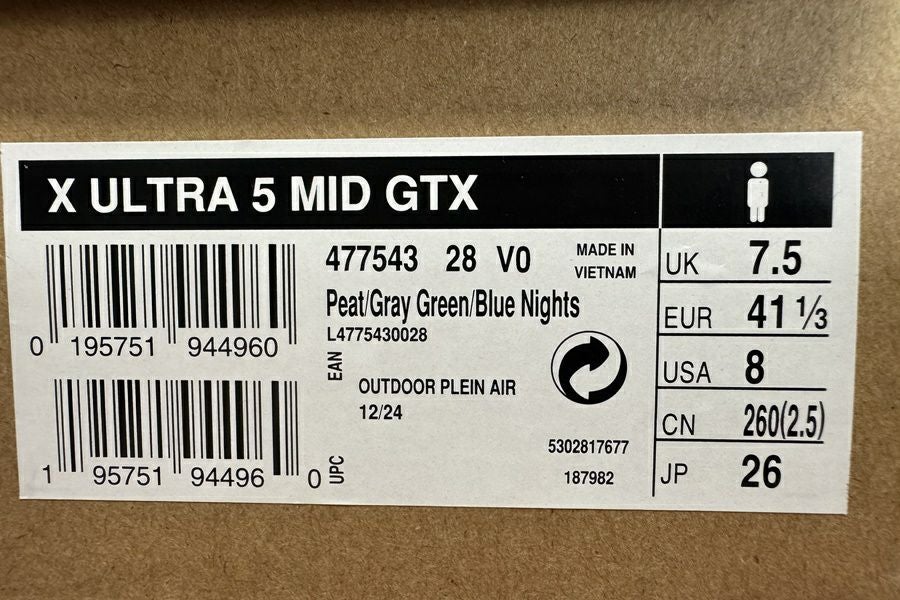 X ULTRA 5 MID GTX
0 195751 944960
1 95751 94496 0
477543 28 V0
MADE IN
VIETNAM
Peat/Gray Green/Blue Nights
L4775430028
EAN
OUTDOOR PLEIN AIR
12/24
UPC
5302817677
187982
UK 7.5
EUR 41 ⅓
USA 8
CN 260(2.5)
JP 26